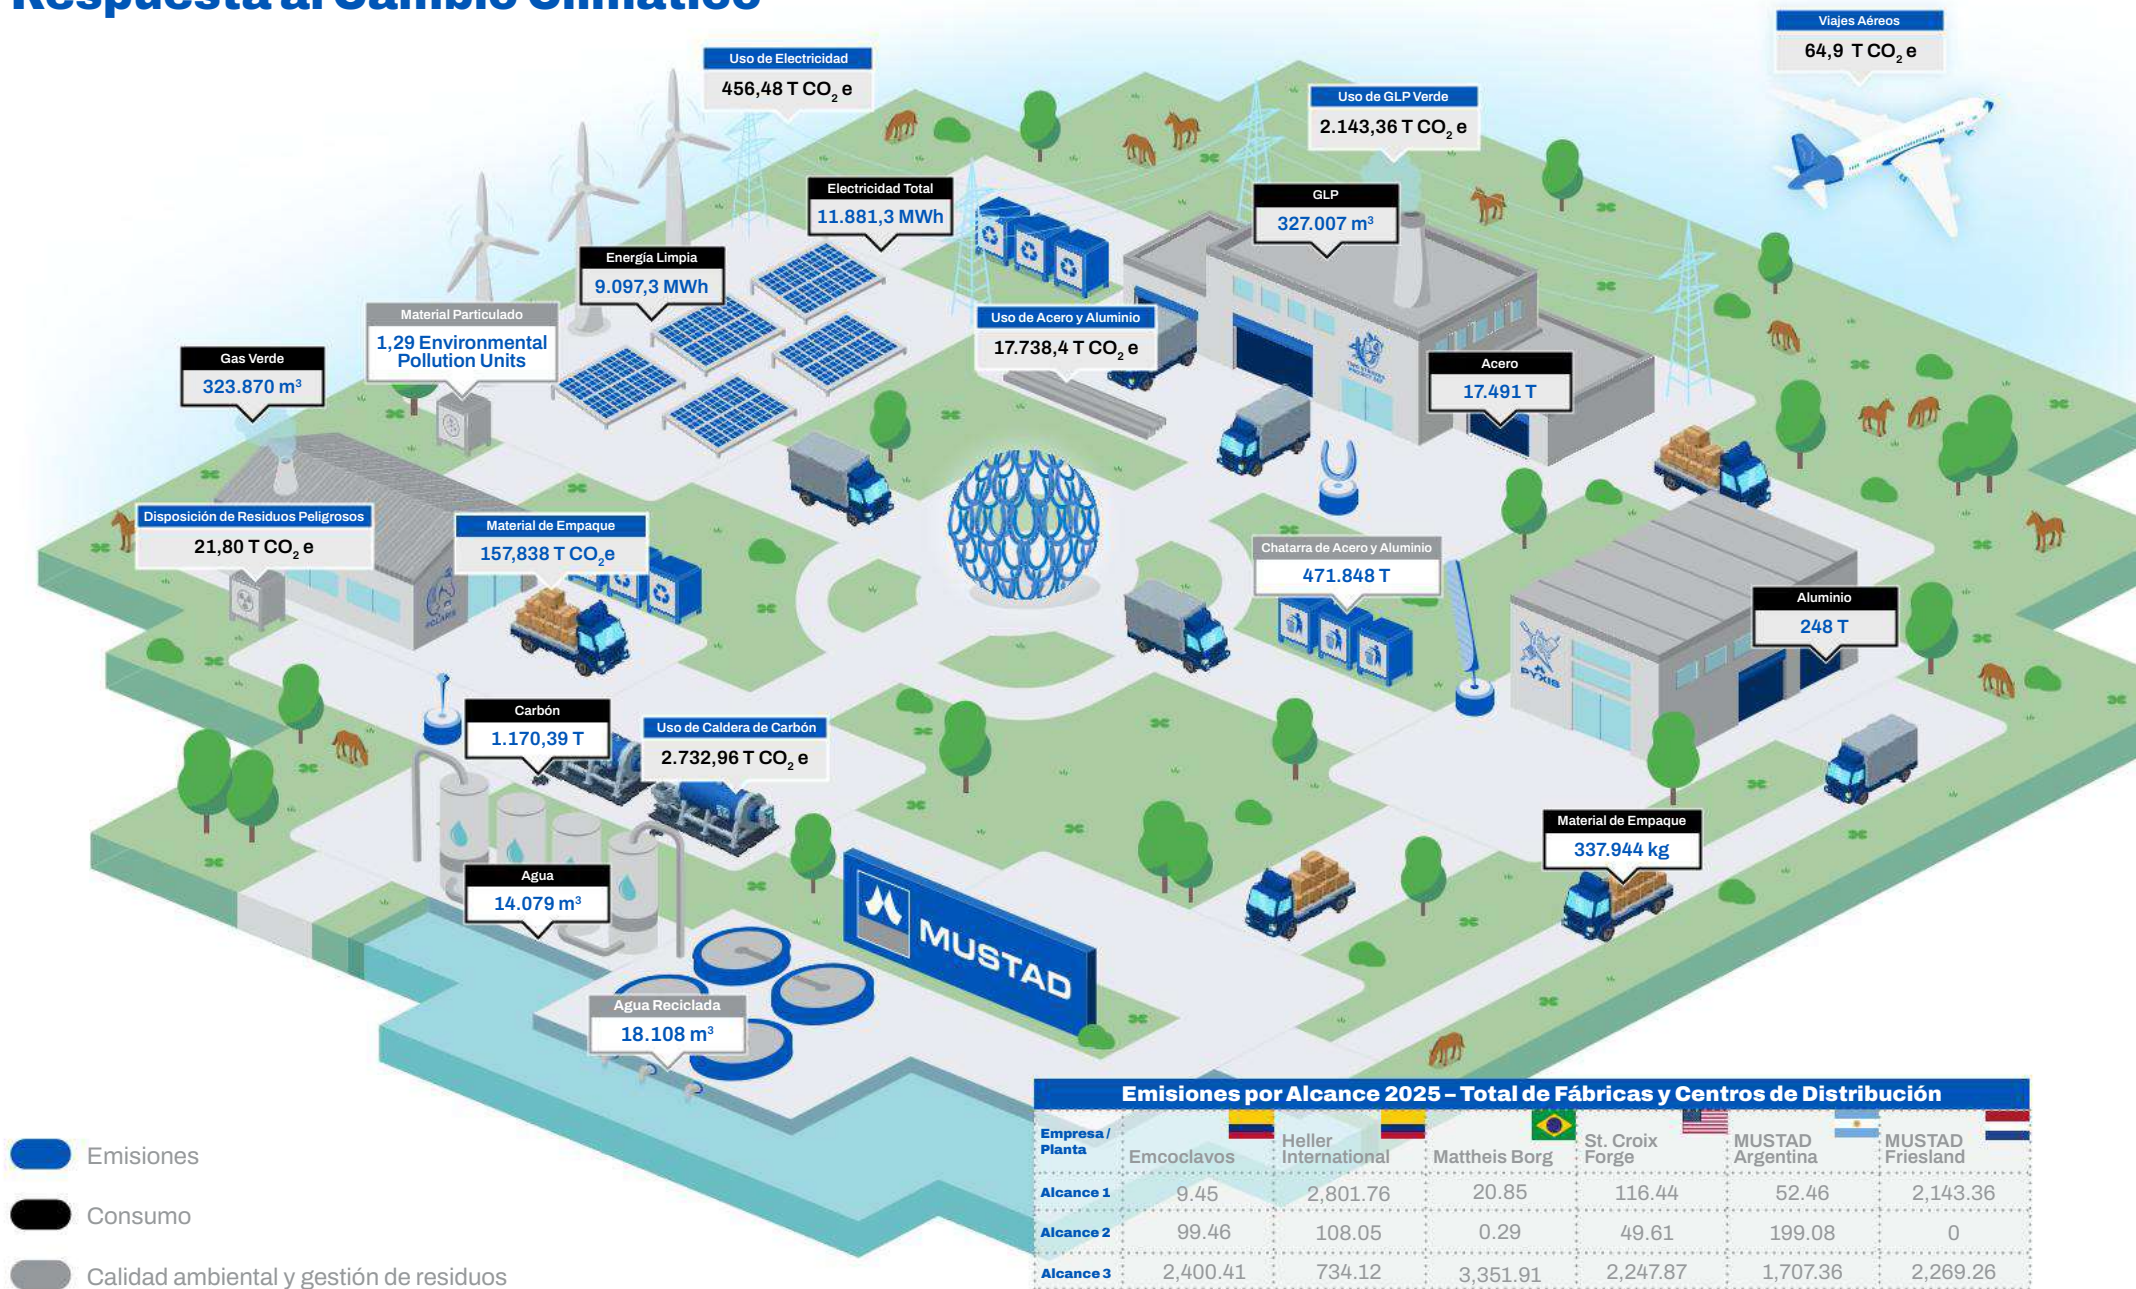 Respuesta al Cambio Climático
Viajes Aéreos
64,9 T CO₂ e
Uso de Electricidad
456,48 T CO₂ e
Uso de GLP Verde
2.143,36 T CO₂ e
Electricidad Total
11.881,3 MWh
GLP
327.007 m³
Energía Limpia
9.097,3 MWh
Material Particulado
1,29 Environmental
Pollution Units
Uso de Acero y Aluminio
17.738,4 T CO₂ e
Gas Verde
323.870 m³
Acero
17.491 T
Disposición de Residuos Peligrosos
21,80 T CO₂ e
Material de Empaque
157,838 T CO₂e
POLARIS
Chatarra de Acero y Aluminio
471.848 T
Aluminio
248 T
PYXIS
Carbón
1.170,39 T
Uso de Caldera de Carbón
2.732,96 T CO₂ e
Material de Empaque
337.944 kg
Agua
14.079 m³
MUSTAD
Agua Reciclada
18.108 m³
Emisiones
Consumo
Calidad ambiental y gestión de residuos
Emisiones por Alcance 2025 – Total de Fábricas y Centros de Distribución
Empresa / Planta Emcoclavos Heller International Mattheis Borg St. Croix Forge MUSTAD Argentina MUSTAD Friesland
Alcance 1 9.45 2,801.76 20.85 116.44 52.46 2,143.36
Alcance 2 99.46 108.05 0.29 49.61 199.08 0
Alcance 3 2,400.41 734.12 3,351.91 2,247.87 1,707.36 2,269.26